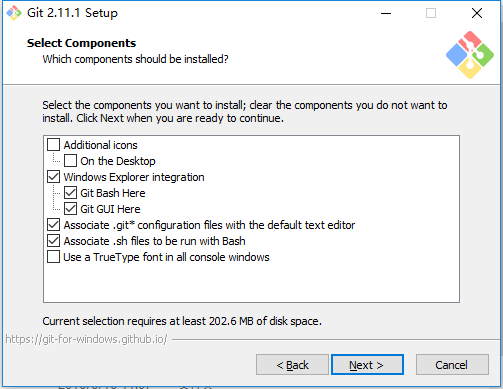 Git 2.11.1 Setup
Select Components
Which components should be installed?
Select the components you want to install; clear the components you do not want to
install. Click Next when you are ready to continue.
Additional icons
On the Desktop
Windows Explorer integration
Git Bash Here
Git GUI Here
Associate .git* configuration files with the default text editor
Associate .sh files to be run with Bash
Use a TrueType font in all console windows
Current selection requires at least 202.6 MB of disk space.
https://git-for-windows.github.io/
< Back
Next >
Cancel